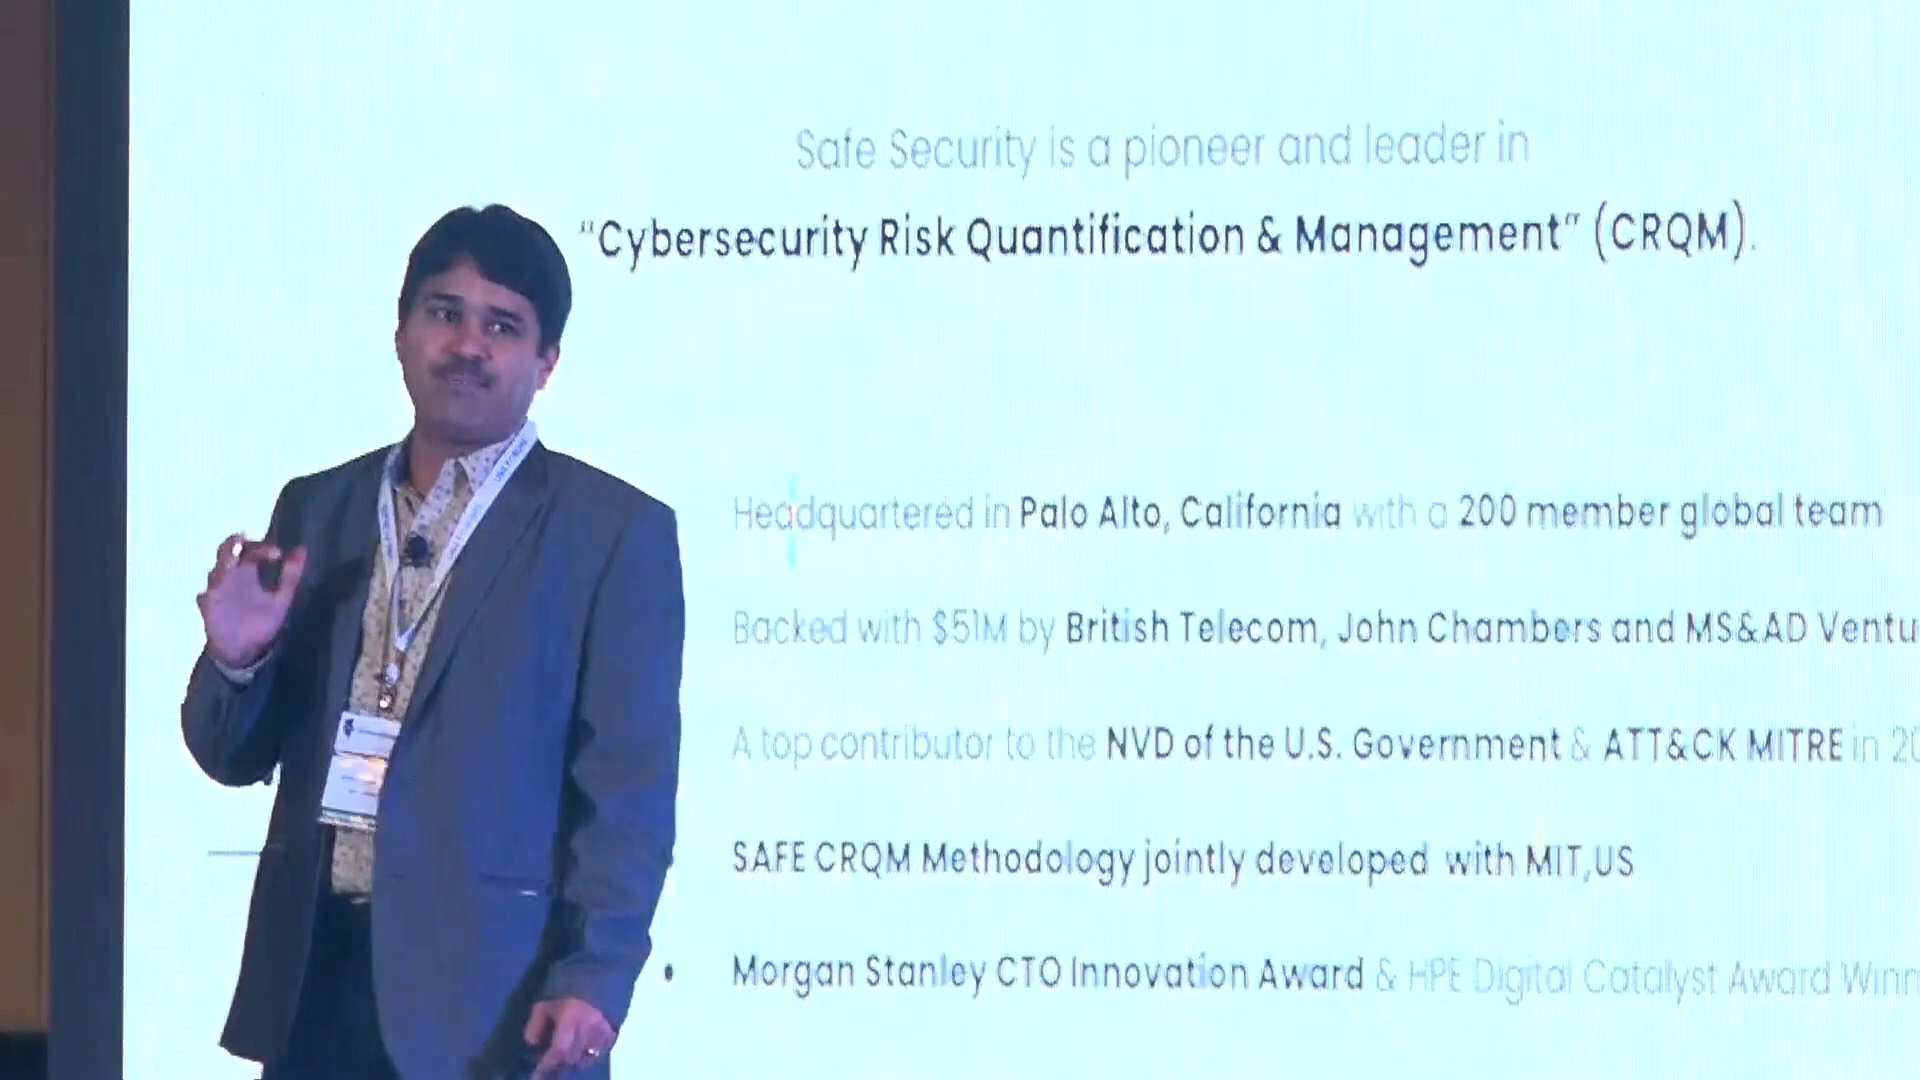 Safe Security is a pioneer and leader in
“Cybersecurity Risk Quantification & Management” (CRQM).
Headquartered in Palo Alto, California with a 200 member global team
Backed with $51M by British Telecom, John Chambers and MS&AD Ventu
A top contributor to the NVD of the U.S. Government & ATT&CK MITRE in 20
SAFE CRQM Methodology jointly developed with MIT,US
• Morgan Stanley CTO Innovation Award & HPE Digital Catalyst Award Winn